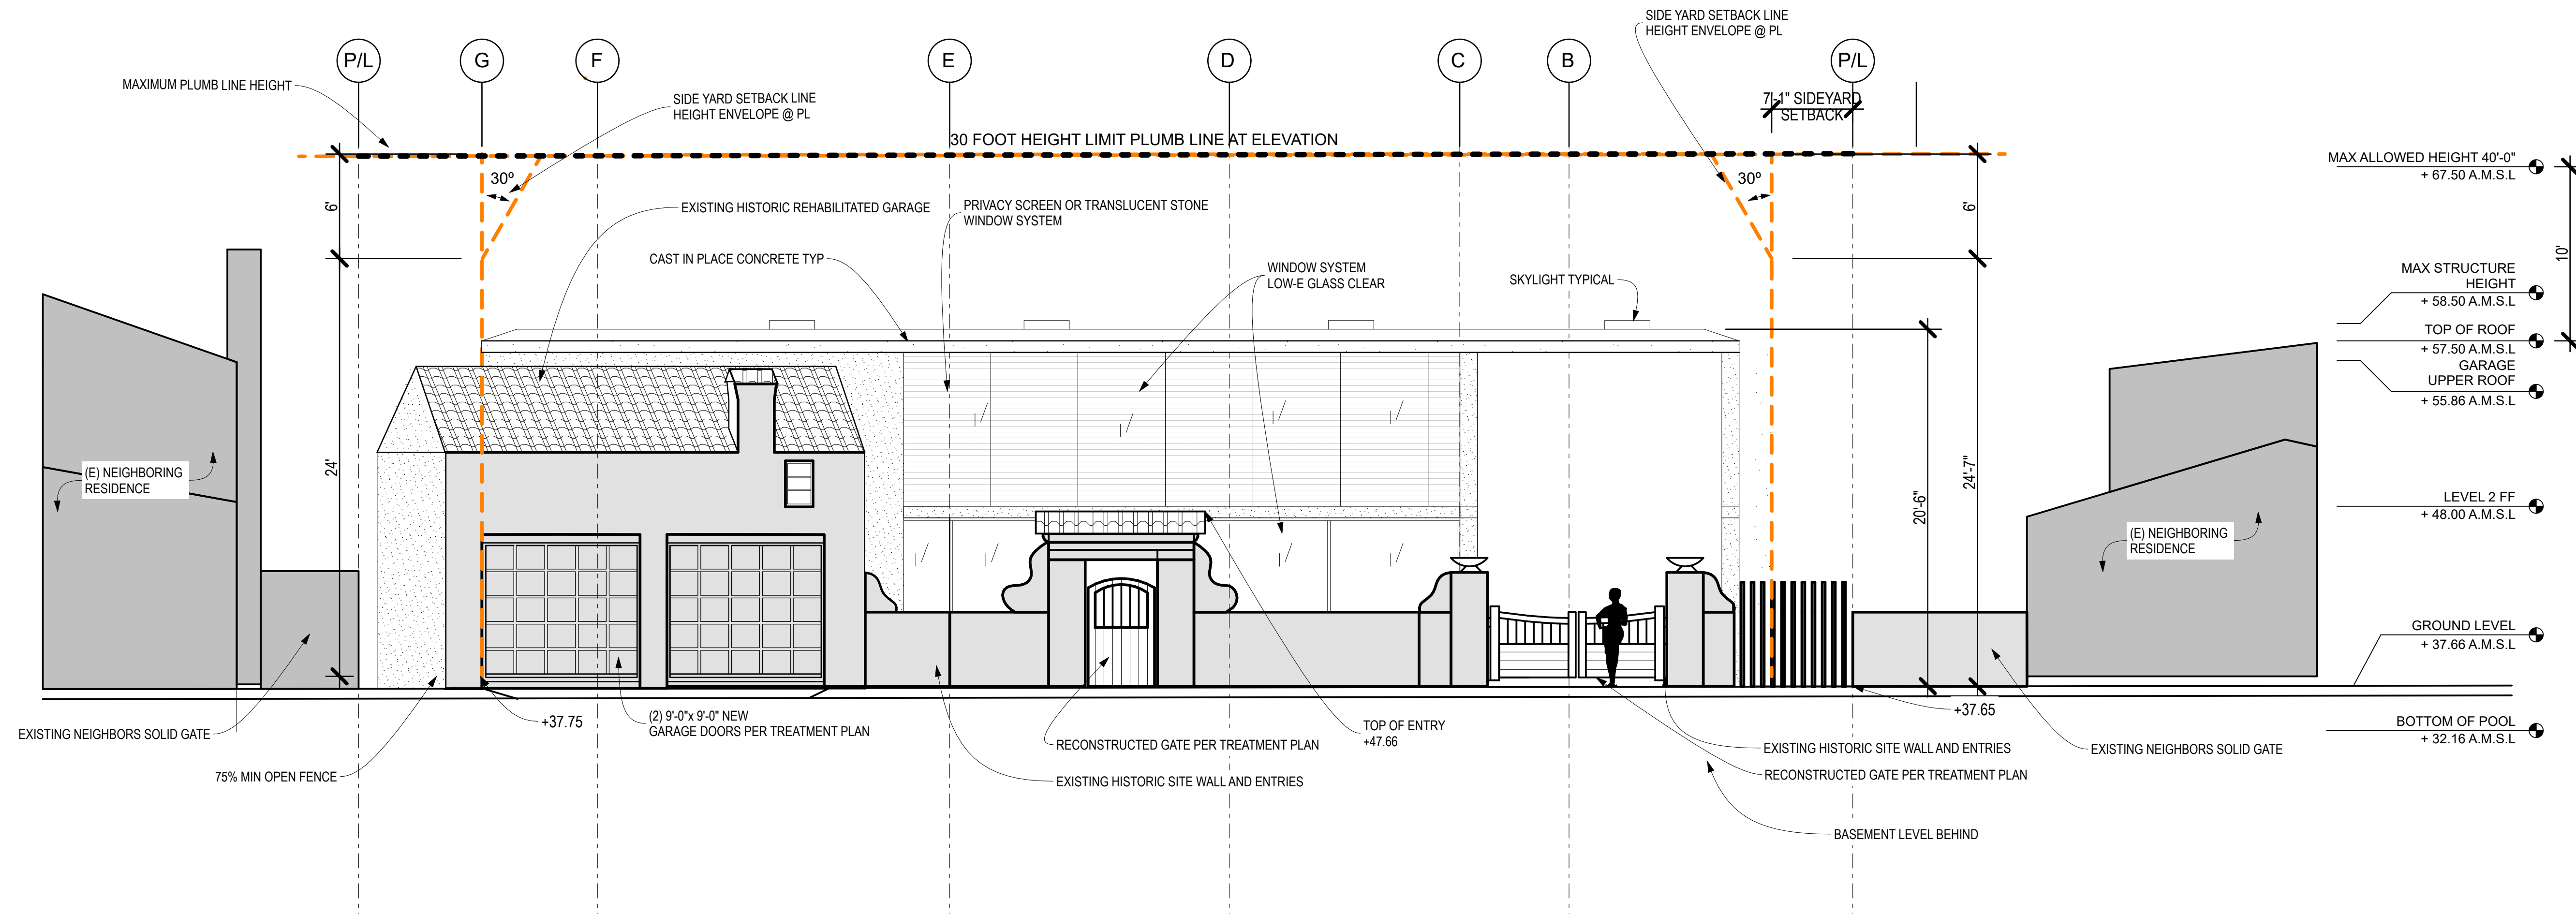 SIDE YARD SETBACK LINE
HEIGHT ENVELOPE @ PL
P/L
G
F
E
D
C
B
P/L
MAXIMUM PLUMB LINE HEIGHT
SIDE YARD SETBACK LINE
HEIGHT ENVELOPE @ PL
7'-1" SIDEYARD
SETBACK
30 FOOT HEIGHT LIMIT PLUMB LINE AT ELEVATION
MAX ALLOWED HEIGHT 40'-0"
+ 67.50 A.M.S.L
30º
30º
6'
6'
EXISTING HISTORIC REHABILITATED GARAGE
PRIVACY SCREEN OR TRANSLUCENT STONE
WINDOW SYSTEM
CAST IN PLACE CONCRETE TYP
WINDOW SYSTEM
LOW-E GLASS CLEAR
SKYLIGHT TYPICAL
10'
MAX STRUCTURE
HEIGHT
+ 58.50 A.M.S.L
TOP OF ROOF
+ 57.50 A.M.S.L
GARAGE
UPPER ROOF
+ 55.86 A.M.S.L
24'
24'-7"
20'-6"
(E) NEIGHBORING
RESIDENCE
LEVEL 2 FF
+ 48.00 A.M.S.L
(E) NEIGHBORING
RESIDENCE
GROUND LEVEL
+ 37.66 A.M.S.L
+37.75
(2) 9'-0"x 9'-0" NEW
GARAGE DOORS PER TREATMENT PLAN
TOP OF ENTRY
+47.66
+37.65
BOTTOM OF POOL
+ 32.16 A.M.S.L
EXISTING NEIGHBORS SOLID GATE
RECONSTRUCTED GATE PER TREATMENT PLAN
EXISTING HISTORIC SITE WALL AND ENTRIES
EXISTING NEIGHBORS SOLID GATE
75% MIN OPEN FENCE
EXISTING HISTORIC SITE WALL AND ENTRIES
RECONSTRUCTED GATE PER TREATMENT PLAN
BASEMENT LEVEL BEHIND